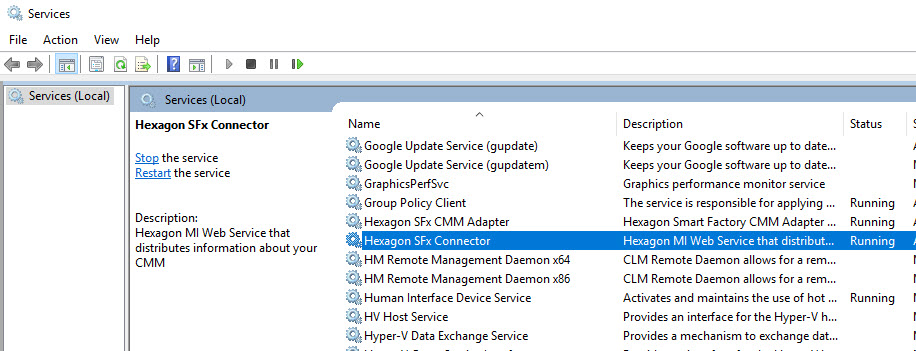 Services
File Action View Help
Services (Local)
Services (Local)
Hexagon SFx Connector
Stop the service
Restart the service
Description:
Hexagon MI Web Service that
distributes information about your
CMM
Name Description Status
Google Update Service (gupdate) Keeps your Google software up to date...
Google Update Service (gupdatem) Keeps your Google software up to date...
GraphicsPerfSvc Graphics performance monitor service
Group Policy Client The service is responsible for applying ... Running
Hexagon SFx CMM Adapter Hexagon Smart Factory CMM Adapter ... Running
Hexagon SFx Connector Hexagon MI Web Service that distribut... Running
HM Remote Management Daemon x64 CLM Remote Daemon allows for a rem...
HM Remote Management Daemon x86 CLM Remote Daemon allows for a rem...
Human Interface Device Service Activates and maintains the use of hot ... Running
HV Host Service Provides an interface for the Hyper-V h...
Hyper-V Data Exchange Service Provides a mechanism to exchange dat...